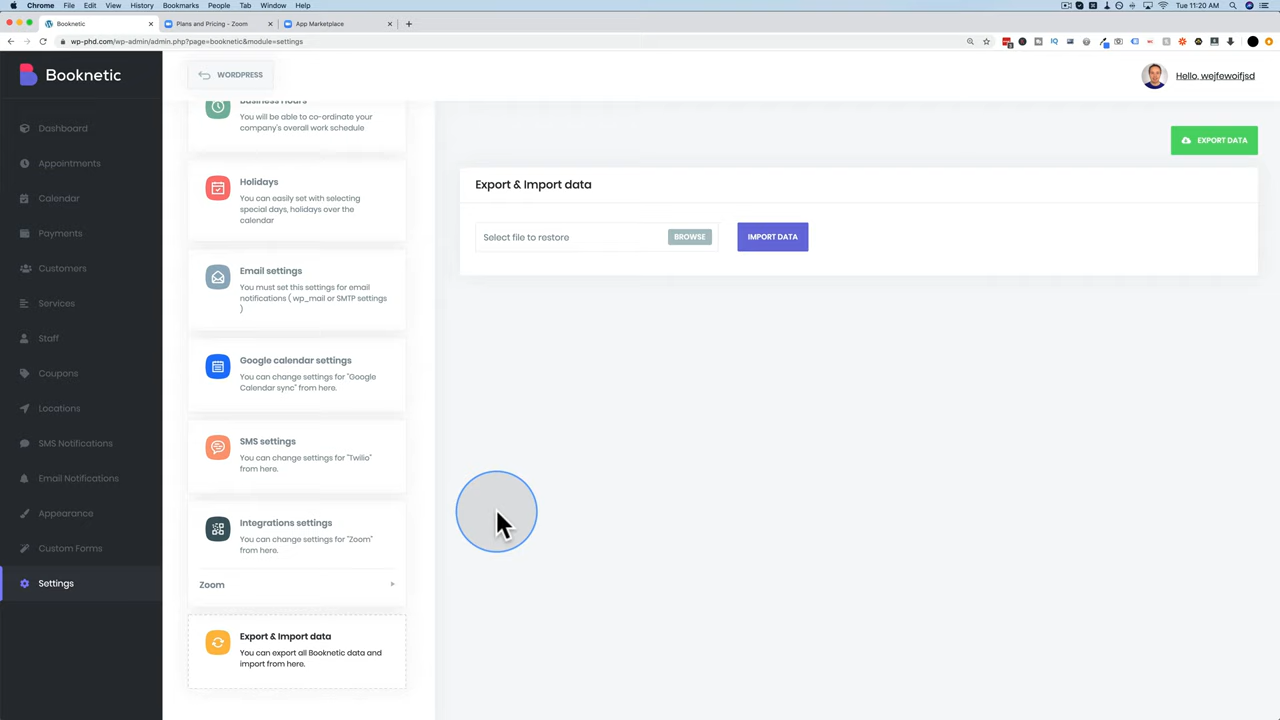 Chrome File Edit View History Bookmarks People Tab Window Help
Tue 11:20 AM
Booknetic
Plans and Pricing - Zoom
App Marketplace
wp-phd.com/wp-admin/admin.php?page=booknetic&module=settings
Booknetic
WORDPRESS
Hello, wejfewoifjsd
Dashboard
Appointments
Calendar
Payments
Customers
Services
Staff
Coupons
Locations
SMS Notifications
Email Notifications
Appearance
Custom Forms
Settings
Business Hours
You will be able to co-ordinate your
company's overall work schedule
Holidays
You can easily set with selecting
special days, holidays over the
calendar
Email settings
You must set this settings for email
notifications ( wp_mail or SMTP settings
)
Google calendar settings
You can change settings for "Google
Calendar sync" from here.
SMS settings
You can change settings for "Twilio"
from here.
Integrations settings
You can change settings for "Zoom"
from here.
Zoom
Export & Import data
You can export all Booknetic data and
import from here.
EXPORT DATA
Export & Import data
Select file to restore
BROWSE
IMPORT DATA